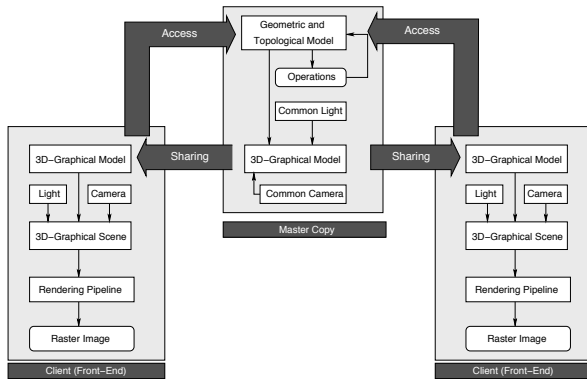 Geometric and
Topological Model
Operations
Common Light
3D-Graphical Model
Common Camera
Master Copy
Access
Access
Sharing
Sharing
3D-Graphical Model
Light
Camera
3D-Graphical Scene
Rendering Pipeline
Raster Image
Client (Front-End)
3D-Graphical Model
Light
Camera
3D-Graphical Scene
Rendering Pipeline
Raster Image
Client (Front-End)